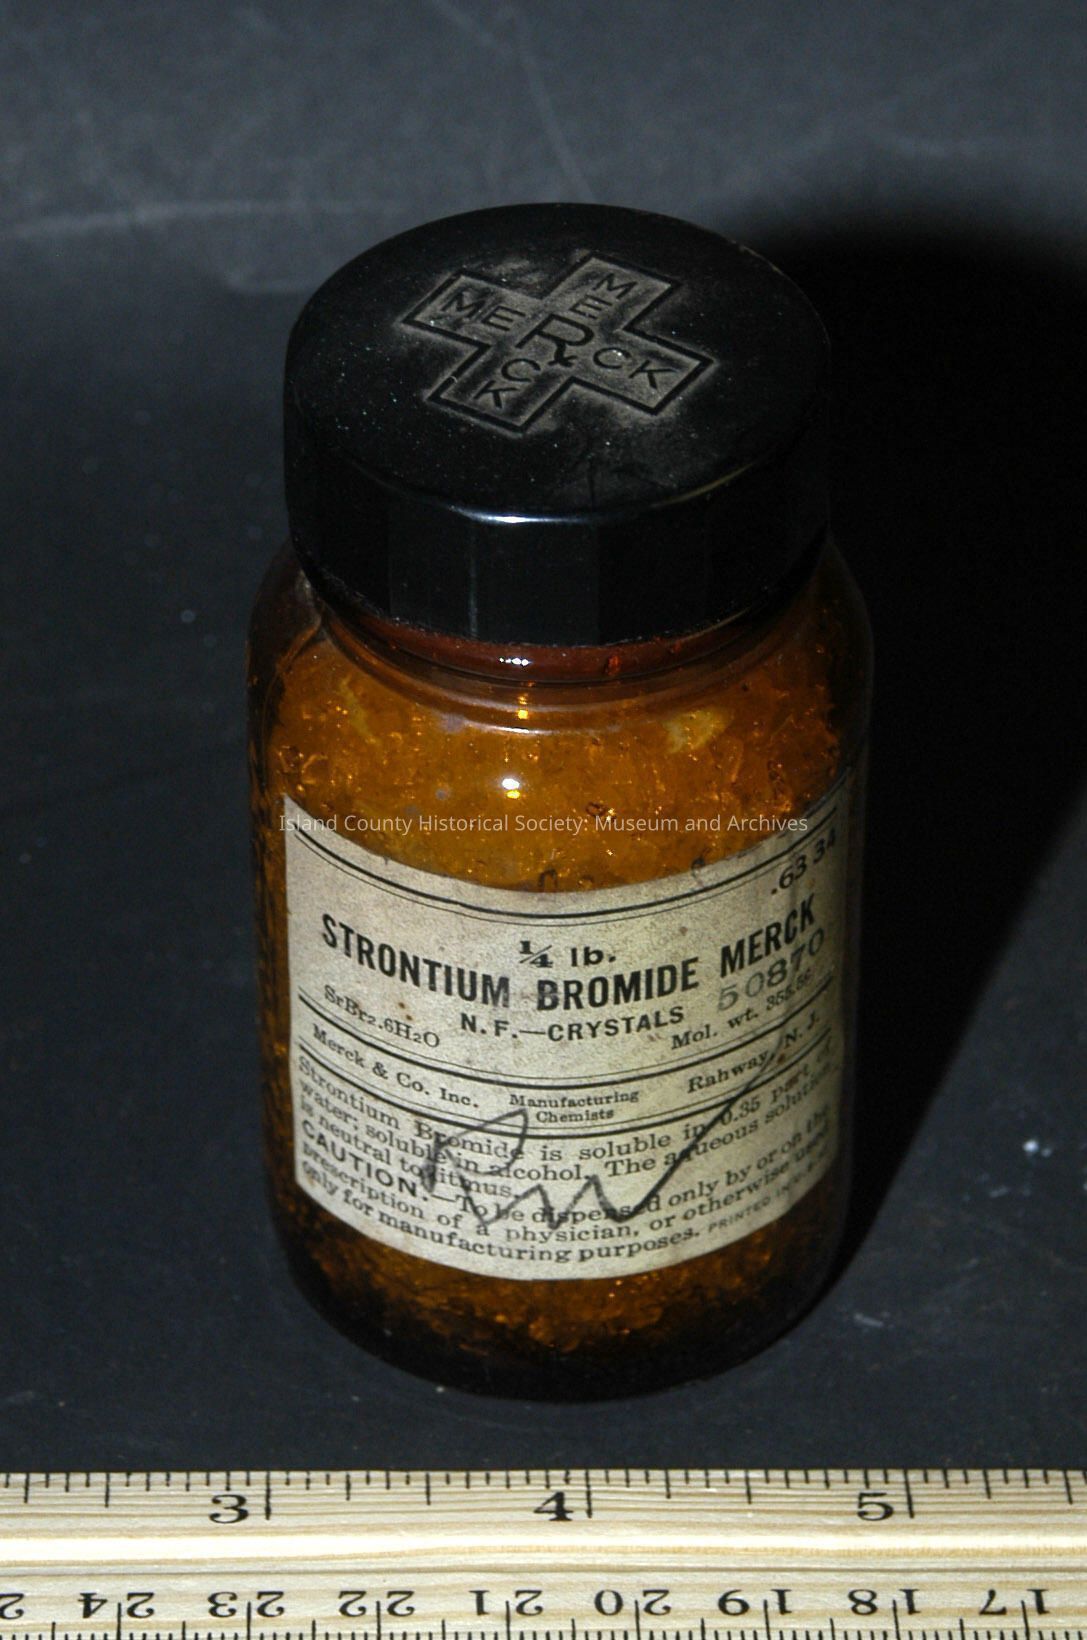 MERCK
MERCK
Island County Historical Society: Museum and Archives
.63 34
¼ lb.
STRONTIUM BROMIDE MERCK
50870
SrBr₂.6H₂O N.F.—CRYSTALS Mol. wt. 355.56
Merck & Co. Inc. Manufacturing Chemists Rahway, N. J.
Strontium Bromide is soluble in 0.35 part of
water; soluble in alcohol. The aqueous solution
is neutral to litmus.
CAUTION:—To be dispensed only by or on the
prescription of a physician, or otherwise used
only for manufacturing purposes. PRINTED IN
3 4 5
24 23 22 21 20 19 18 17